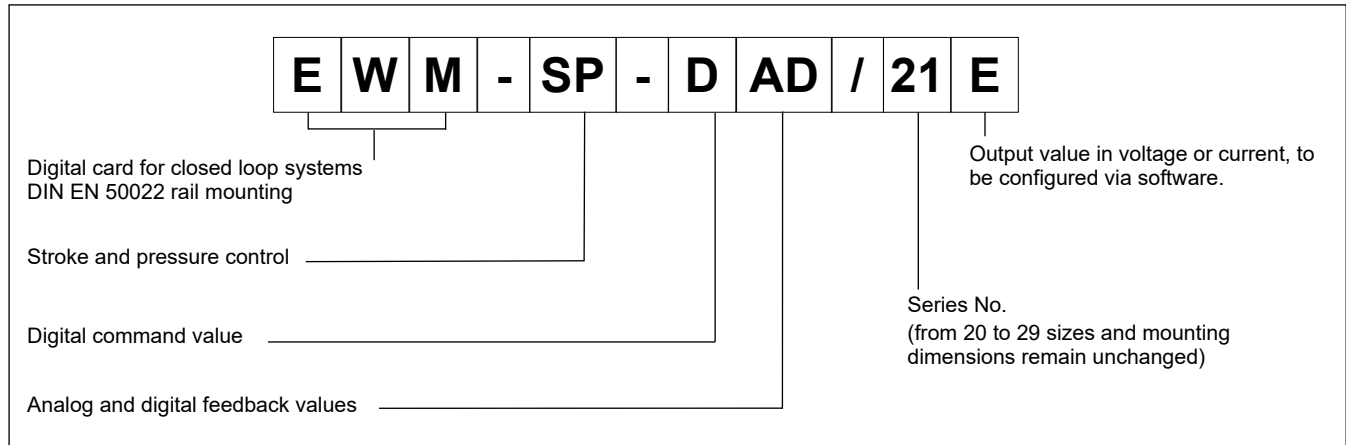 E W M - SP - D AD / 21 E
Digital card for closed loop systems
DIN EN 50022 rail mounting
Output value in voltage or current, to
be configured via software.
Stroke and pressure control
Series No.
(from 20 to 29 sizes and mounting
dimensions remain unchanged)
Digital command value
Analog and digital feedback values